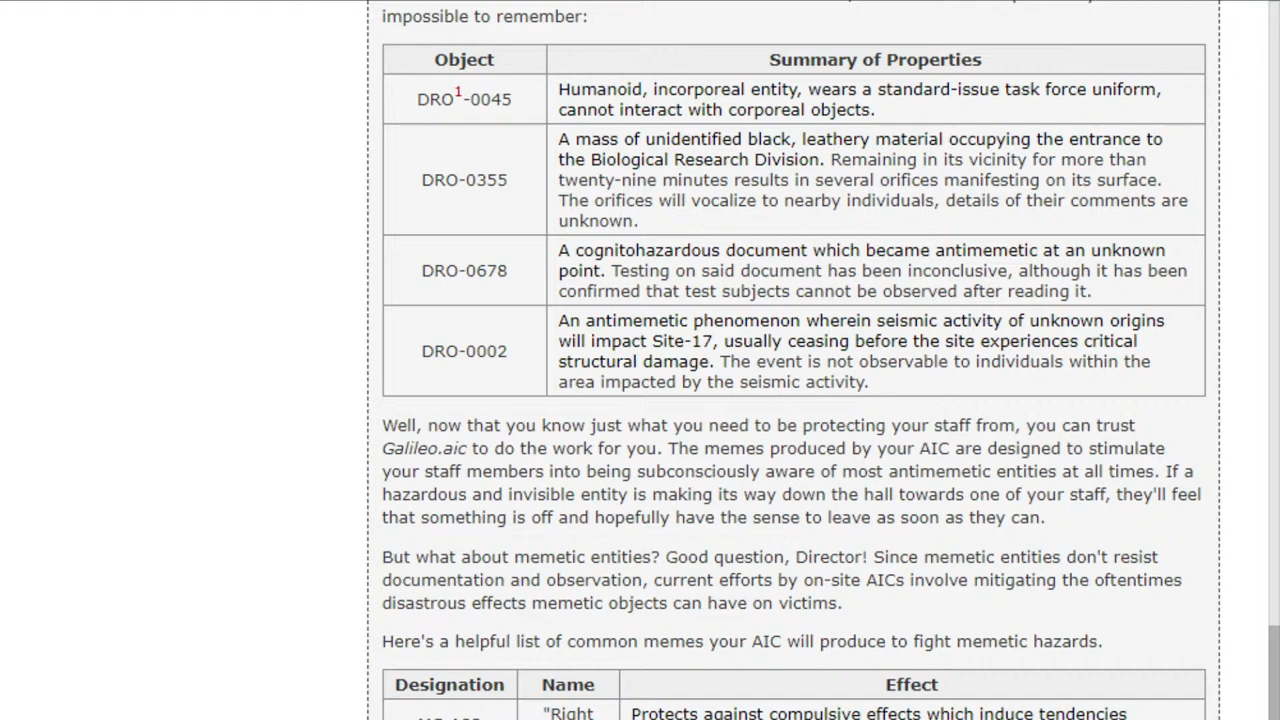 impossible to remember:
Object Summary of Properties
DRO1-0045 Humanoid, incorporeal entity, wears a standard-issue task force uniform,
cannot interact with corporeal objects.
DRO-0355 A mass of unidentified black, leathery material occupying the entrance to
the Biological Research Division. Remaining in its vicinity for more than
twenty-nine minutes results in several orifices manifesting on its surface.
The orifices will vocalize to nearby individuals, details of their comments are
unknown.
DRO-0678 A cognitohazardous document which became antimemetic at an unknown
point. Testing on said document has been inconclusive, although it has been
confirmed that test subjects cannot be observed after reading it.
DRO-0002 An antimemetic phenomenon wherein seismic activity of unknown origins
will impact Site-17, usually ceasing before the site experiences critical
structural damage. The event is not observable to individuals within the
area impacted by the seismic activity.
Well, now that you know just what you need to be protecting your staff from, you can trust
Galileo.aic to do the work for you. The memes produced by your AIC are designed to stimulate
your staff members into being subconsciously aware of most antimemetic entities at all times. If a
hazardous and invisible entity is making its way down the hall towards one of your staff, they'll feel
that something is off and hopefully have the sense to leave as soon as they can.
But what about memetic entities? Good question, Director! Since memetic entities don't resist
documentation and observation, current efforts by on-site AICs involve mitigating the oftentimes
disastrous effects memetic objects can have on victims.
Here's a helpful list of common memes your AIC will produce to fight memetic hazards.
Designation Name Effect
"Right Protects against compulsive effects which induce tendencies